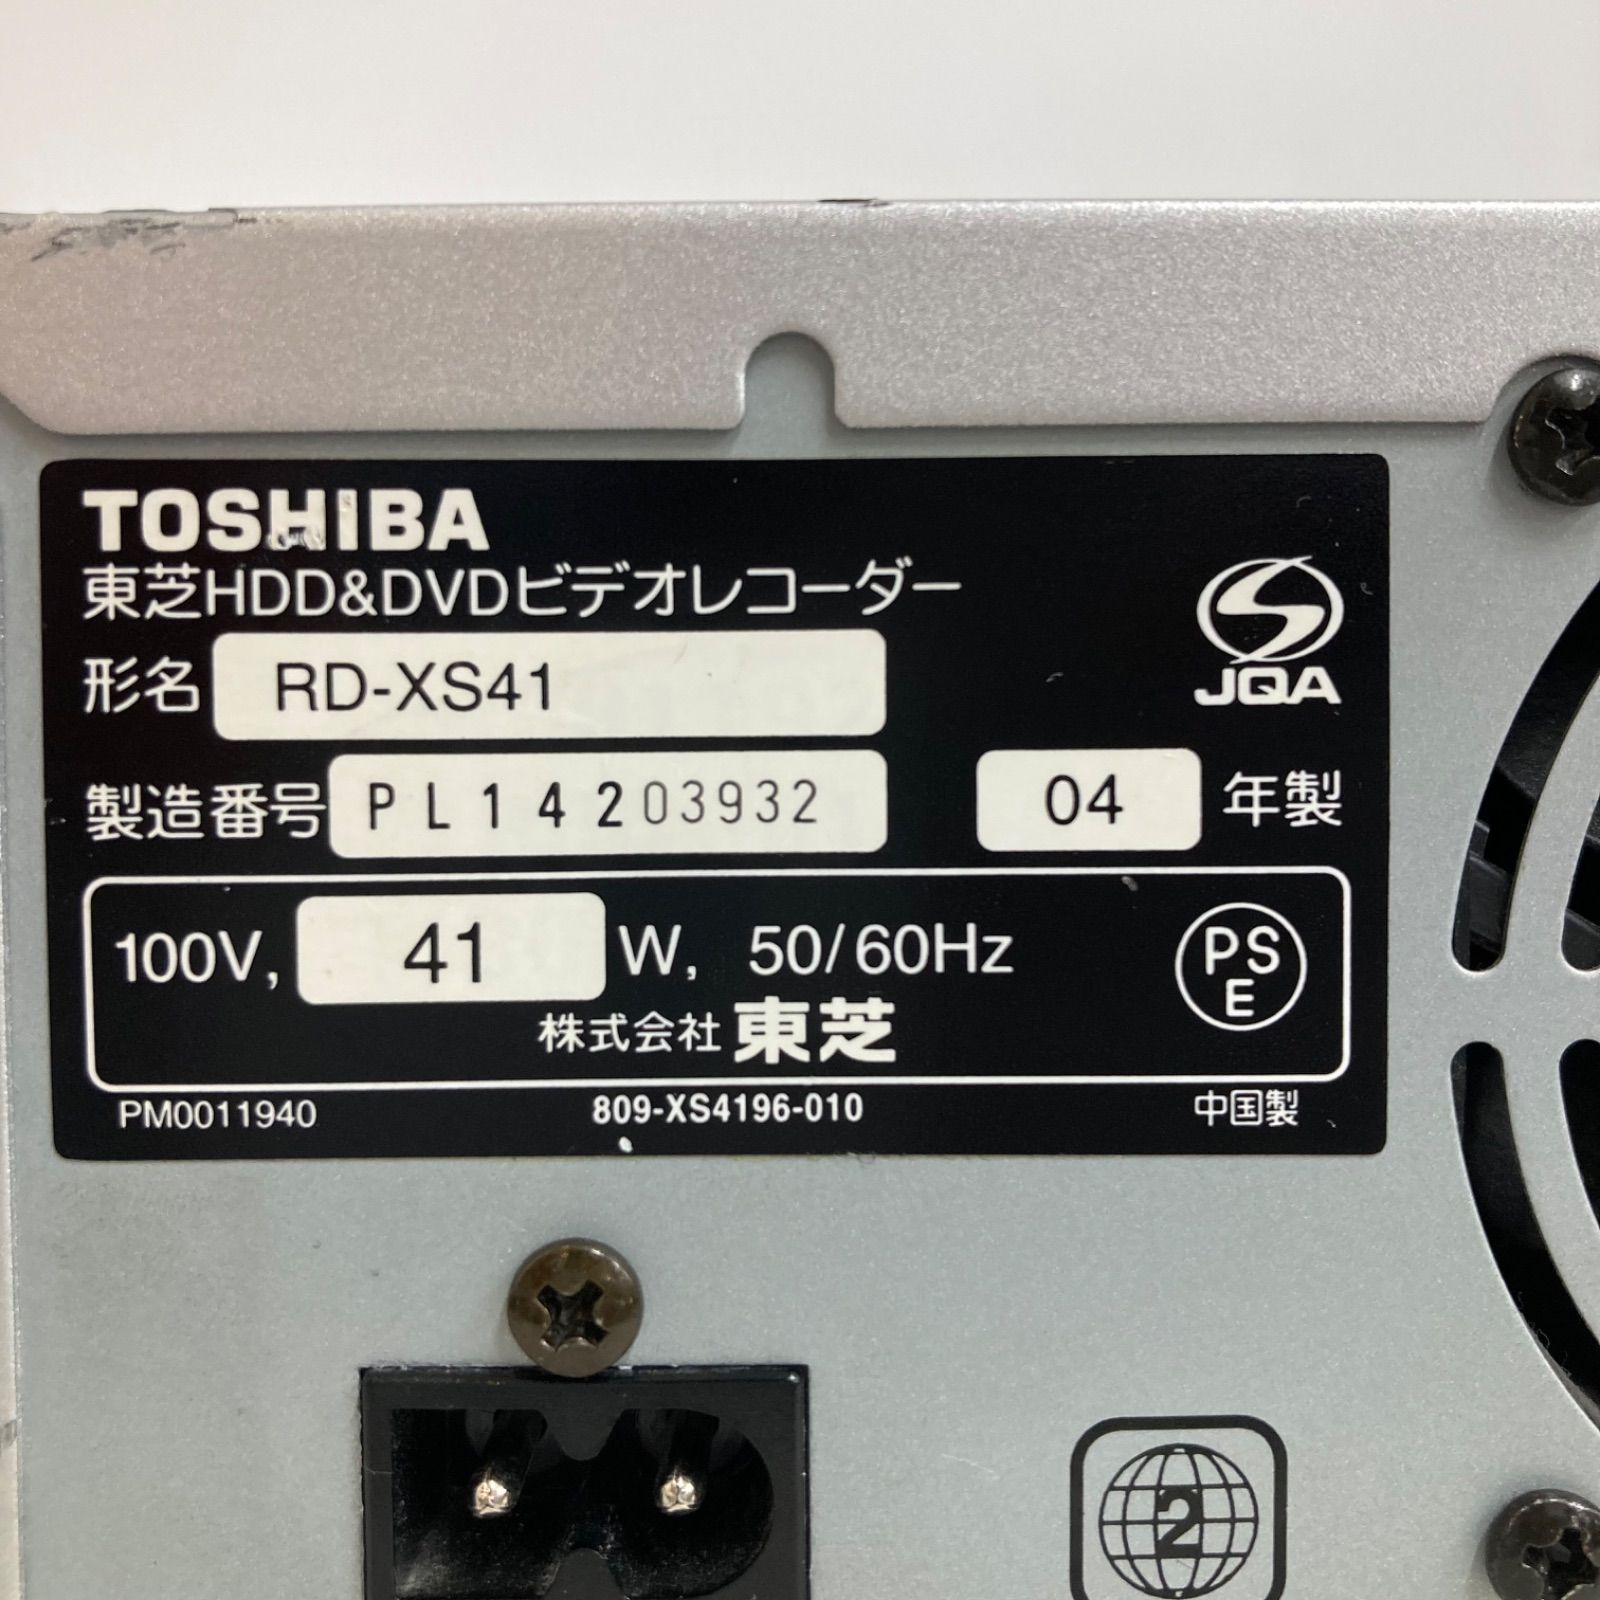 TOSHIBA
東芝HDD&DVDビデオレコーダー
JQA
形名 RD-XS41
製造番号 PL14203932 04 年製
100V, 41 W, 50/60Hz
PSE
株式会社 東芝
PM0011940 809-XS4196-010 中国製
2